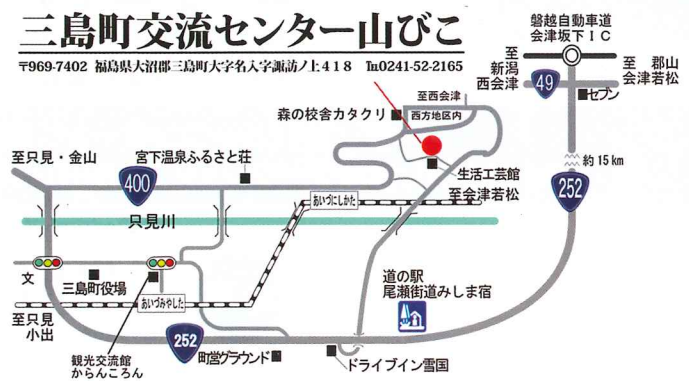 三島町交流センター山びこ
〒969-7402 福島県大沼郡三島町大字名入字諏訪ノ上418 ℡0241-52-2165
磐越自動車道
会津坂下IC
至
新潟
西会津
49
至 郡山
会津若松
セブン
至西会津
森の校舎カタクリ
西方地区内
生活工芸館
約15km
252
至只見・金山
400
宮下温泉ふるさと荘
あいづにしかた
至会津若松
只見川
文
三島町役場
あいづみやした
至只見
小出
252
観光交流館
からんころん
町営グラウンド
道の駅
尾瀬街道みしま宿
ドライブイン雪国